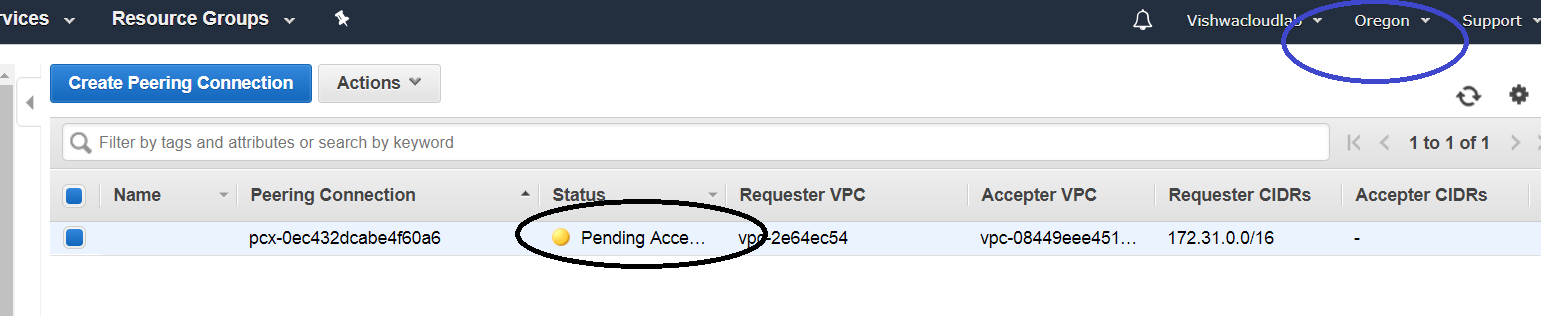 rvices Resource Groups Vishwacloudlab Oregon Support
Create Peering Connection Actions
Filter by tags and attributes or search by keyword 1 to 1 of 1
Name Peering Connection Status Requester VPC Accepter VPC Requester CIDRs Accepter CIDRs
pcx-0ec432dcabe4f60a6 Pending Acce... vpc-2e64ec54 vpc-08449eee451... 172.31.0.0/16 -